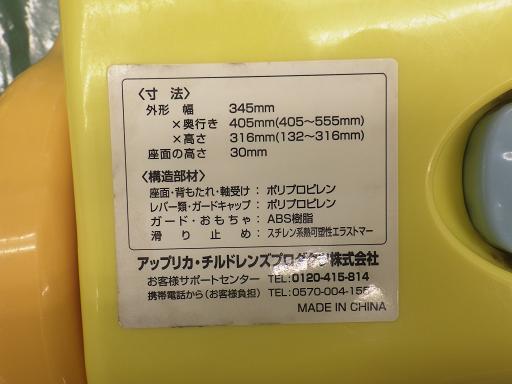 〈寸 法〉
外形 幅 345mm
×奥行き 405mm(405～555mm)
×高さ 316mm(132～316mm)
座面の高さ 30mm
〈構造部材〉
座面・背もたれ・軸受け：ポリプロピレン
レバー類・ガードキャップ：ポリプロピレン
ガード・おもちゃ：ABS樹脂
滑り止め：スチレン系熱可塑性エラストマー
アップリカ・チルドレンズプロダクツ株式会社
お客様サポートセンター TEL:0120-415-814
携帯電話から(お客様負担) TEL:0570-004-155
MADE IN CHINA